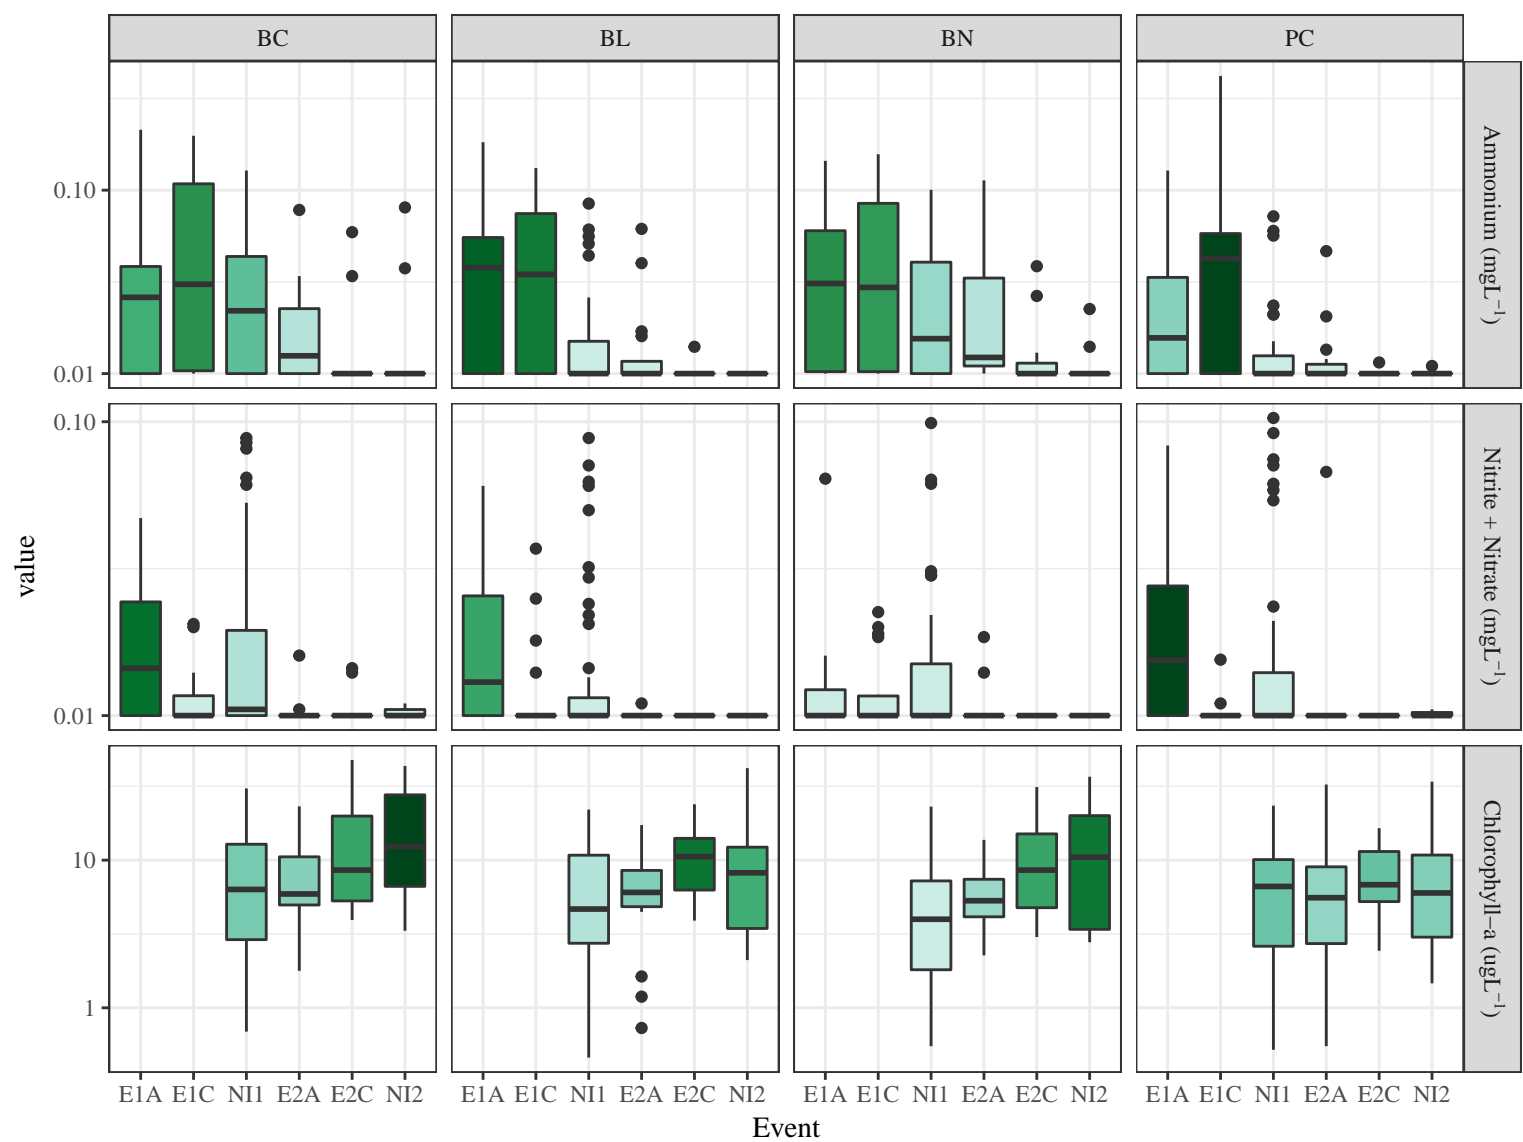 BC BL BN PC
0.10
0.01
Ammonium (mgL⁻¹)
0.10
0.01
Nitrite + Nitrate (mgL⁻¹)
10
1
Chlorophyll−a (ugL⁻¹)
value
E1A E1C NI1 E2A E2C NI2 E1A E1C NI1 E2A E2C NI2 E1A E1C NI1 E2A E2C NI2 E1A E1C NI1 E2A E2C NI2
Event